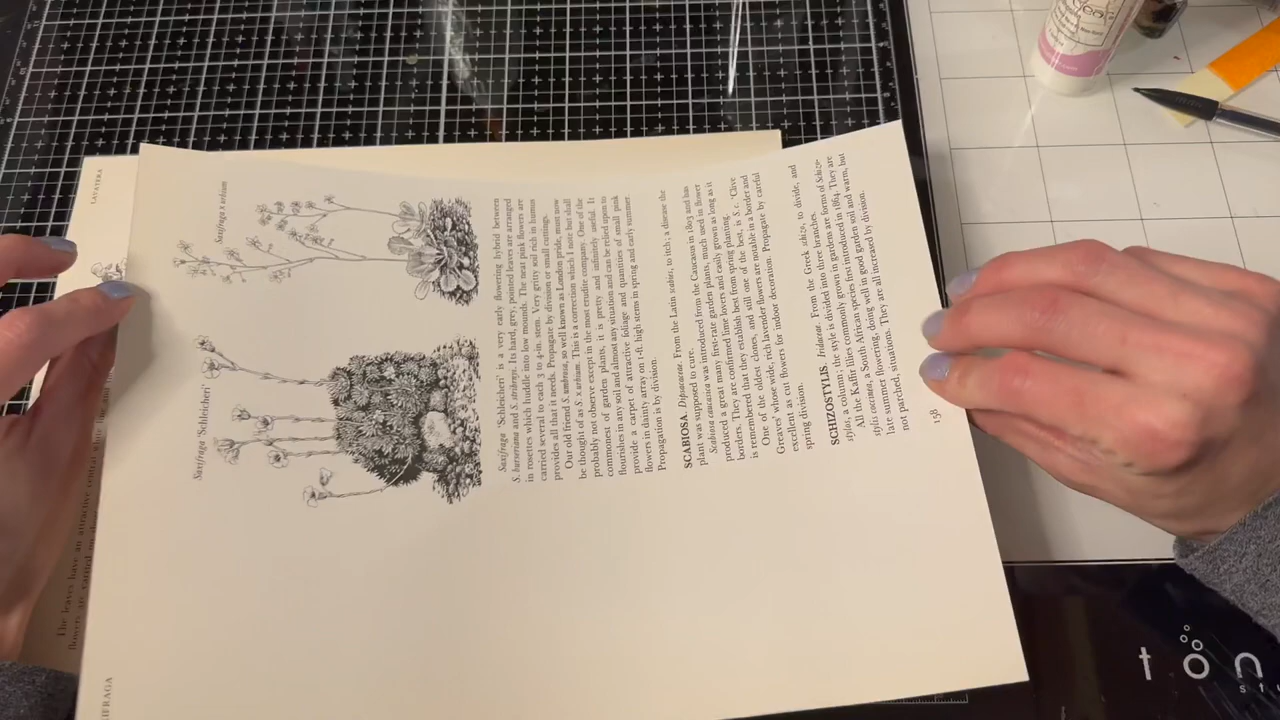 LAVATERA
The leaves have an attractive central
flowers are carried
IFRAGA
Saxifraga 'Schleicheri'
Saxifraga x urbium
Saxifraga 'Schleicheri' is a very early flowering hybrid between
S. burseriana and S. stribrnyi. Its hard, grey, pointed leaves are arranged
in rosettes which huddle into low mounds. The neat pink flowers are
carried several to each 3 to 4-in. stem. Very gritty soil rich in humus
provides all that it needs. Propagate by division or small cuttings.
Our old friend S. umbrosa, so well known as London pride, must now
be thought of as S. x urbium. This is a correction which I note but shall
probably not observe except in the most erudite company. One of the
commonest of garden plants, it is pretty and infinitely useful. It
flourishes in any soil and almost any situation and can be relied upon to
provide a carpet of attractive foliage and quantities of small pink
flowers in dainty array on 1-ft. high stems in spring and early summer.
Propagation is by division.
SCABIOSA. Dipsaceae. From the Latin scabies, to itch; a disease the
plant was supposed to cure.
Scabiosa caucasica was introduced from the Caucasus in 1803 and has
produced a great many first-rate garden plants, much used in flower
borders. They are confirmed lime lovers and easily grown as long as it
is remembered that they establish best from spring planting.
One of the oldest clones, and still one of the best, is S. c. 'Clive
Greaves' whose wide, rich lavender flowers are notable in a border and
excellent as cut flowers for indoor decoration. Propagate by careful
spring division.
SCHIZOSTYLIS. Iridaceae. From the Greek schizo, to divide, and
stylos, a column; the style is divided into three branches.
All the Kaffir lilies commonly grown in gardens are forms of Schizo-
stylis coccinea, a South African species first introduced in 1864. They are
late summer flowering, doing well in good garden soil and warm, but
not parched, situations. They are all increased by division.
158
tōn
st